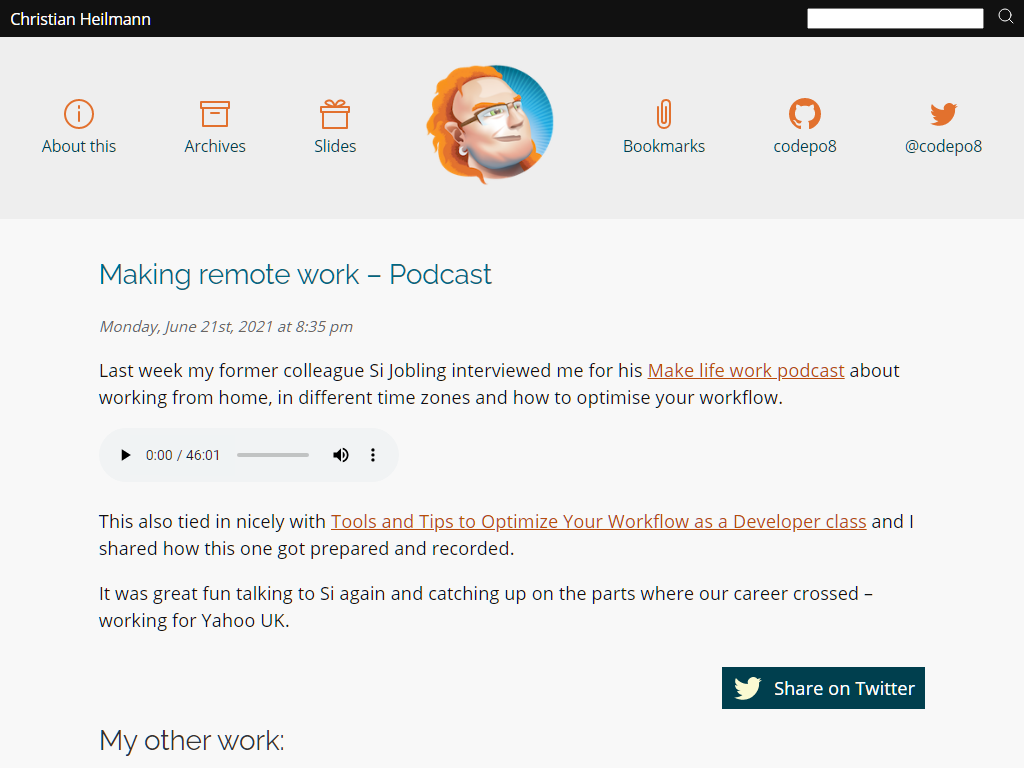 Christian Heilmann
About this
Archives
Slides
Bookmarks
codepo8
@codepo8
Making remote work – Podcast
Monday, June 21st, 2021 at 8:35 pm
Last week my former colleague Si Jobling interviewed me for his Make life work podcast about
working from home, in different time zones and how to optimise your workflow.
0:00 / 46:01
This also tied in nicely with Tools and Tips to Optimize Your Workflow as a Developer class and I
shared how this one got prepared and recorded.
It was great fun talking to Si again and catching up on the parts where our career crossed –
working for Yahoo UK.
Share on Twitter
My other work: